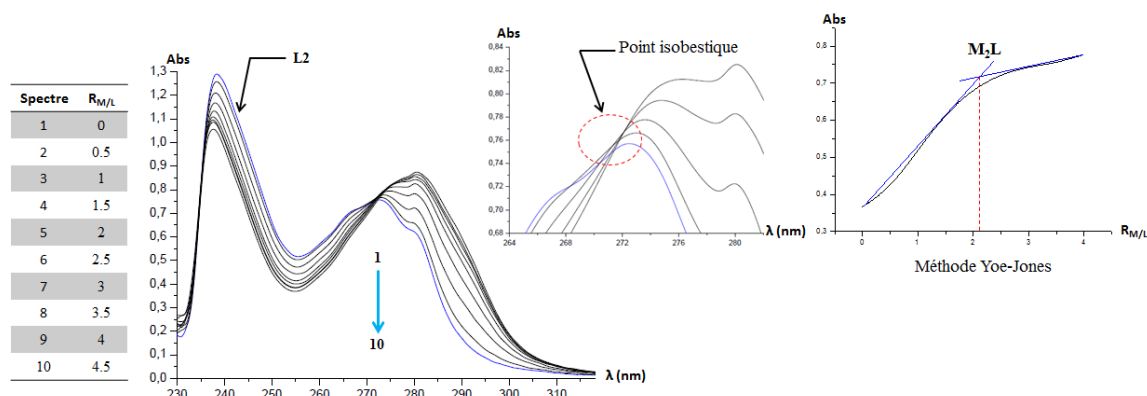 Spectre R_M/L
1 0
2 0.5
3 1
4 1.5
5 2
6 2.5
7 3
8 3.5
9 4
10 4.5
Abs
L2
1,3
1,2
1,1
1,0
0,9
0,8
0,7
0,6
0,5
0,4
0,3
0,2
0,1
0,0
1
10
230 240 250 260 270 280 290 300 310
λ (nm)
Abs
Point isobestique
0,84
0,82
0,80
0,78
0,76
0,74
0,72
0,70
0,68
264 268 272 276 280
λ (nm)
Abs
M₂L
0,8
0,7
0,6
0,5
0,4
0,3
0 1 2 3 4
R_M/L
Méthode Yoe-Jones